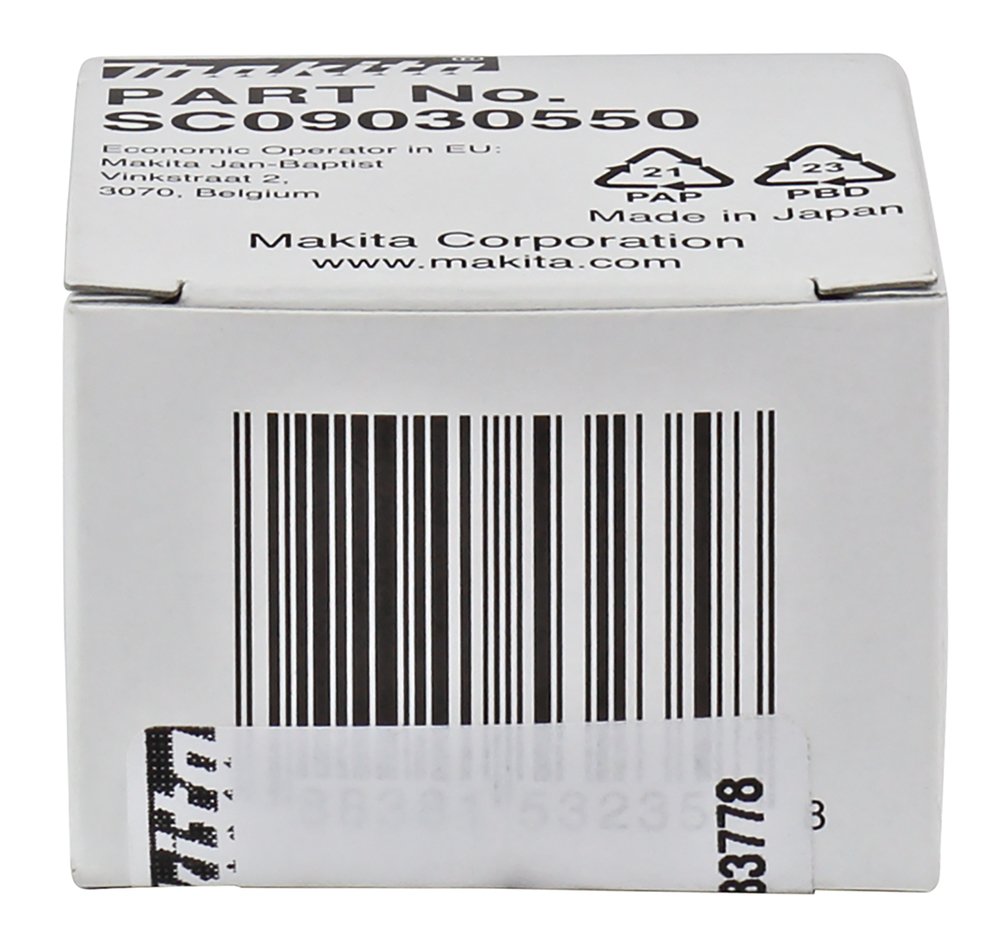 makita
PART No.
SC09030550
Economic Operator in EU:
Makita Jan-Baptist
Vinkstraat 2,
3070, Belgium
21
PAP
23
PBD
Made in Japan
Makita Corporation
www.makita.com
8
83778